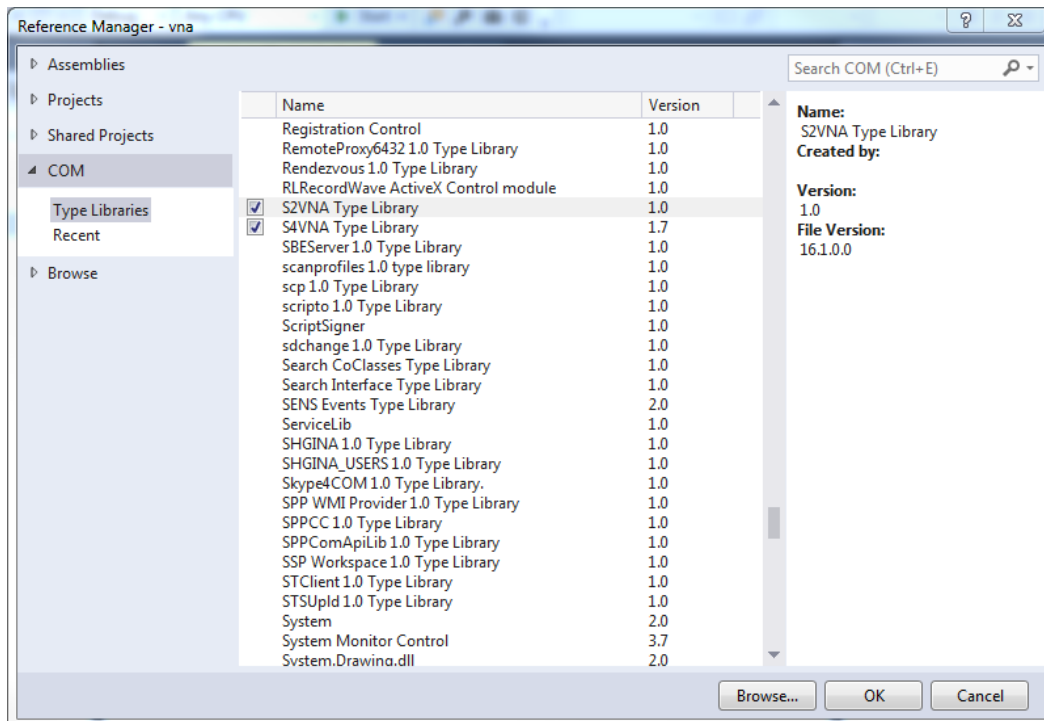 Reference Manager - vna
Assemblies
Projects
Shared Projects
COM
Type Libraries
Recent
Browse
Name Version
Registration Control 1.0
RemoteProxy6432 1.0 Type Library 1.0
Rendezvous 1.0 Type Library 1.0
RLRecordWave ActiveX Control module 1.0
S2VNA Type Library 1.0
S4VNA Type Library 1.7
SBEServer 1.0 Type Library 1.0
scanprofiles 1.0 type library 1.0
scp 1.0 Type Library 1.0
scripto 1.0 Type Library 1.0
ScriptSigner 1.0
sdchange 1.0 Type Library 1.0
Search CoClasses Type Library 1.0
Search Interface Type Library 1.0
SENS Events Type Library 2.0
ServiceLib 1.0
SHGINA 1.0 Type Library 1.0
SHGINA_USERS 1.0 Type Library 1.0
Skype4COM 1.0 Type Library. 1.0
SPP WMI Provider 1.0 Type Library 1.0
SPPCC 1.0 Type Library 1.0
SPPComApiLib 1.0 Type Library 1.0
SSP Workspace 1.0 Type Library 1.0
STClient 1.0 Type Library 1.0
STSUpld 1.0 Type Library 1.0
System 2.0
System Monitor Control 3.7
System.Drawing.dll 2.0
Search COM (Ctrl+E)
Name:
S2VNA Type Library
Created by:
Version:
1.0
File Version:
16.1.0.0
Browse... OK Cancel